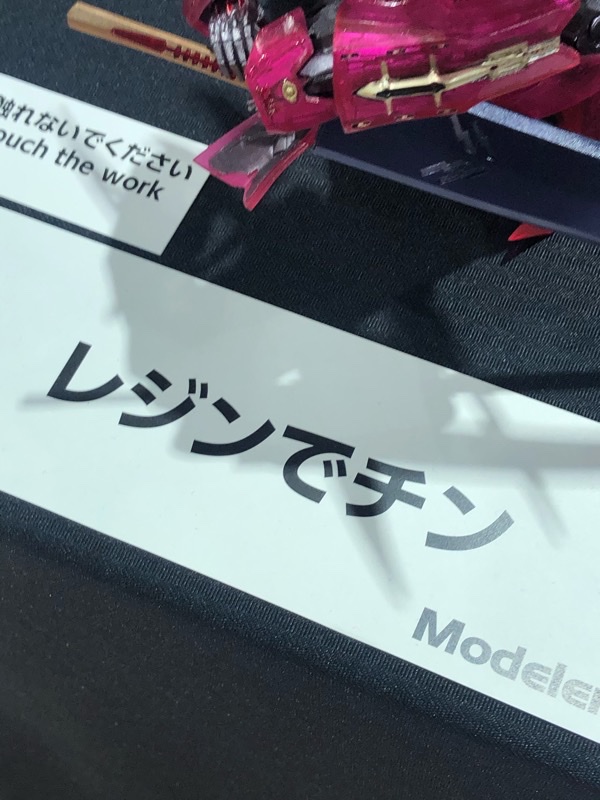 触れないでください
ouch the work
レジンでチン
Modeler